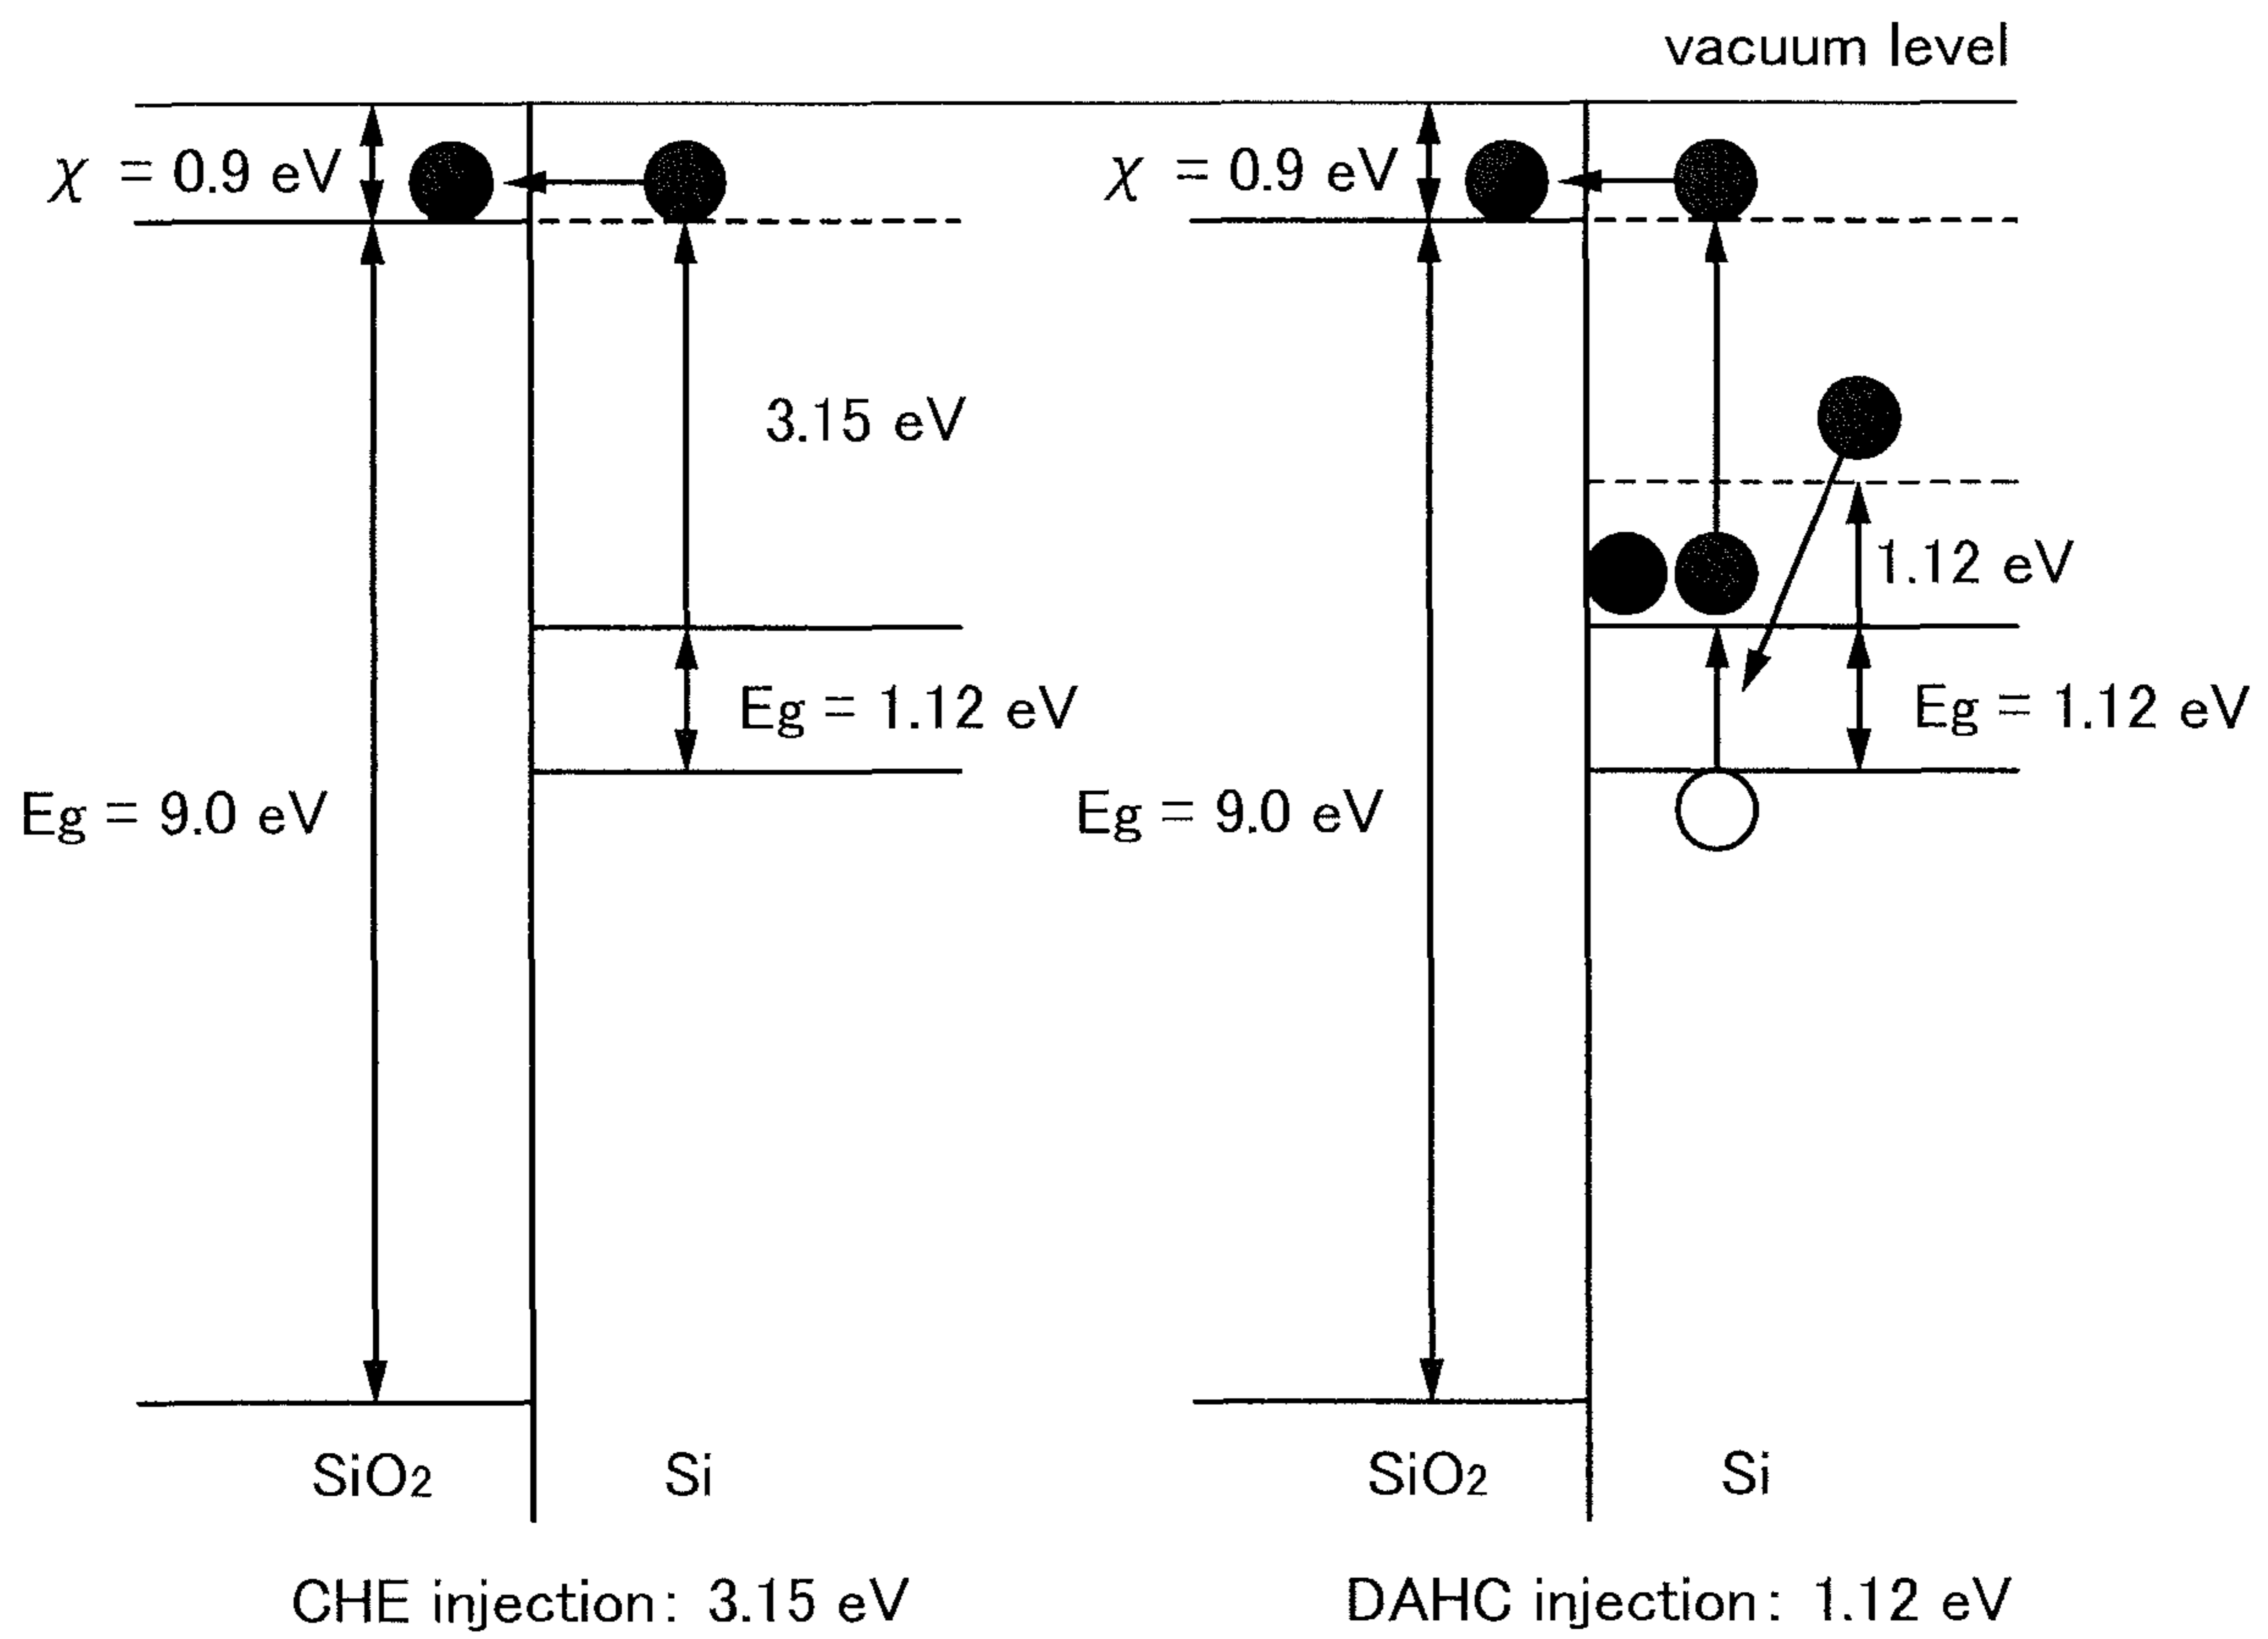 vacuum level
χ = 0.9 eV
χ = 0.9 eV
3.15 eV
1.12 eV
Eg = 1.12 eV
Eg = 1.12 eV
Eg = 9.0 eV
Eg = 9.0 eV
SiO2
Si
SiO2
Si
CHE injection: 3.15 eV
DAHC injection: 1.12 eV